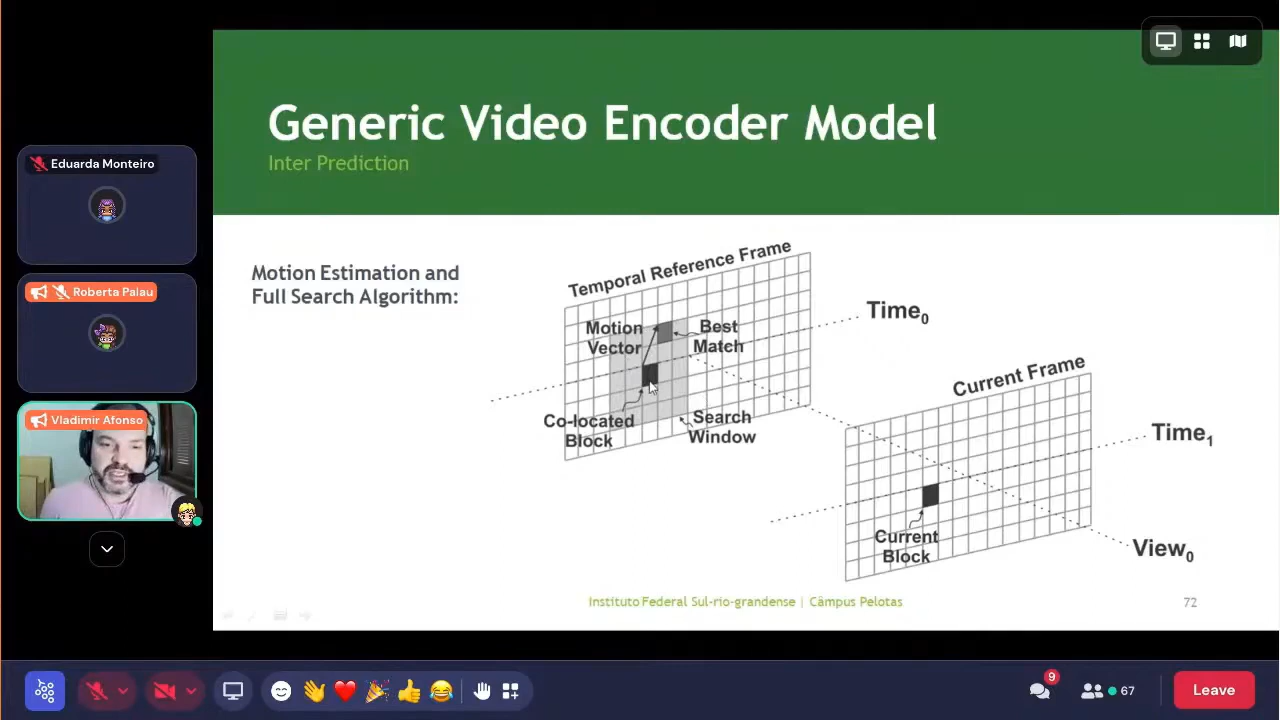 Generic Video Encoder Model
Inter Prediction
Eduarda Monteiro
Roberta Palau
Vladimir Afonso
Motion Estimation and
Full Search Algorithm:
Temporal Reference Frame
Motion
Vector
Best
Match
Co-located
Block
Search
Window
Time0
Current Frame
Time1
Current
Block
View0
Instituto Federal Sul-rio-grandense | Câmpus Pelotas
72
9
67
Leave